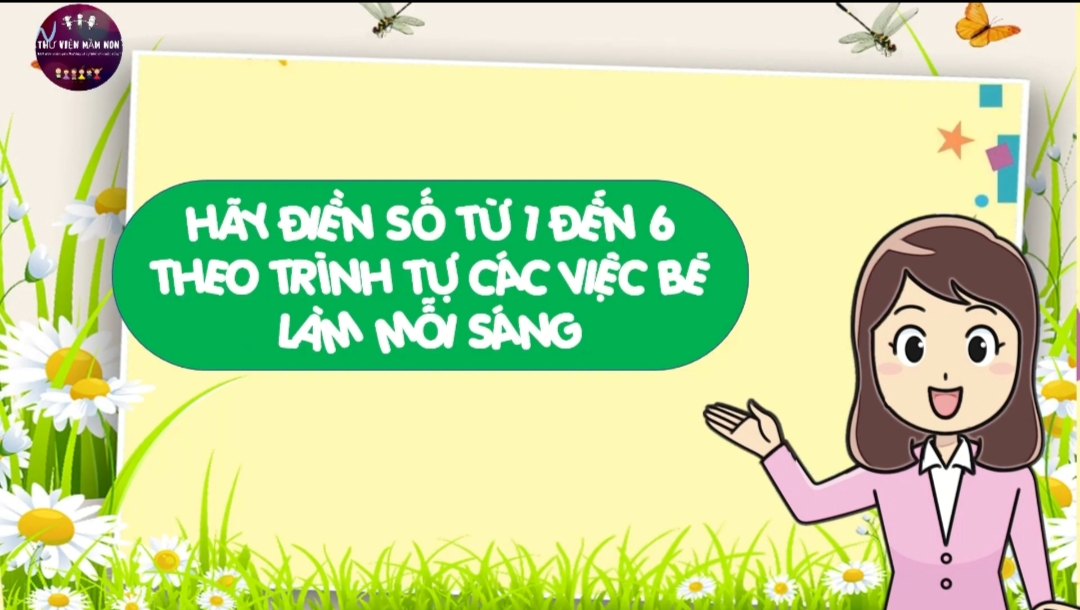 THƯ VIỆN MẦM NON
HÃY ĐIỀN SỐ TỪ 1 ĐẾN 6
THEO TRÌNH TỰ CÁC VIỆC BÉ
LÀM MỖI SÁNG